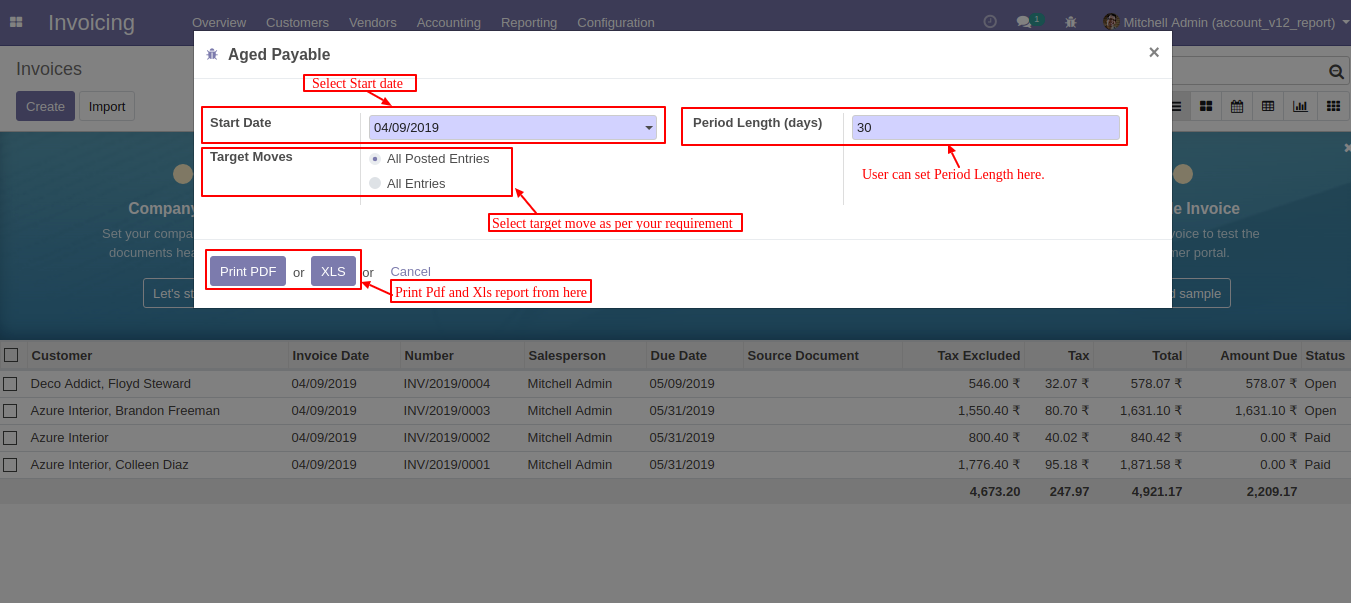 Invoicing Overview Customers Vendors Accounting Reporting Configuration 1 Mitchell Admin (account_v12_report)
Aged Payable ×
Invoices
Select Start date
Create Import
Start Date 04/09/2019 Period Length (days) 30
Target Moves All Posted Entries
All Entries
User can set Period Length here.
Select target move as per your requirement
Company
Set your
documents
Let's
Invoice
to test the
portal.
sample
Print PDF or XLS or Cancel
Print Pdf and Xls report from here
Customer Invoice Date Number Salesperson Due Date Source Document Tax Excluded Tax Total Amount Due Status
Deco Addict, Floyd Steward 04/09/2019 INV/2019/0004 Mitchell Admin 05/09/2019 546.00 ₹ 32.07 ₹ 578.07 ₹ 578.07 ₹ Open
Azure Interior, Brandon Freeman 04/09/2019 INV/2019/0003 Mitchell Admin 05/31/2019 1,550.40 ₹ 80.70 ₹ 1,631.10 ₹ 1,631.10 ₹ Open
Azure Interior 04/09/2019 INV/2019/0002 Mitchell Admin 05/31/2019 800.40 ₹ 40.02 ₹ 840.42 ₹ 0.00 ₹ Paid
Azure Interior, Colleen Diaz 04/09/2019 INV/2019/0001 Mitchell Admin 05/31/2019 1,776.40 ₹ 95.18 ₹ 1,871.58 ₹ 0.00 ₹ Paid
4,673.20 247.97 4,921.17 2,209.17